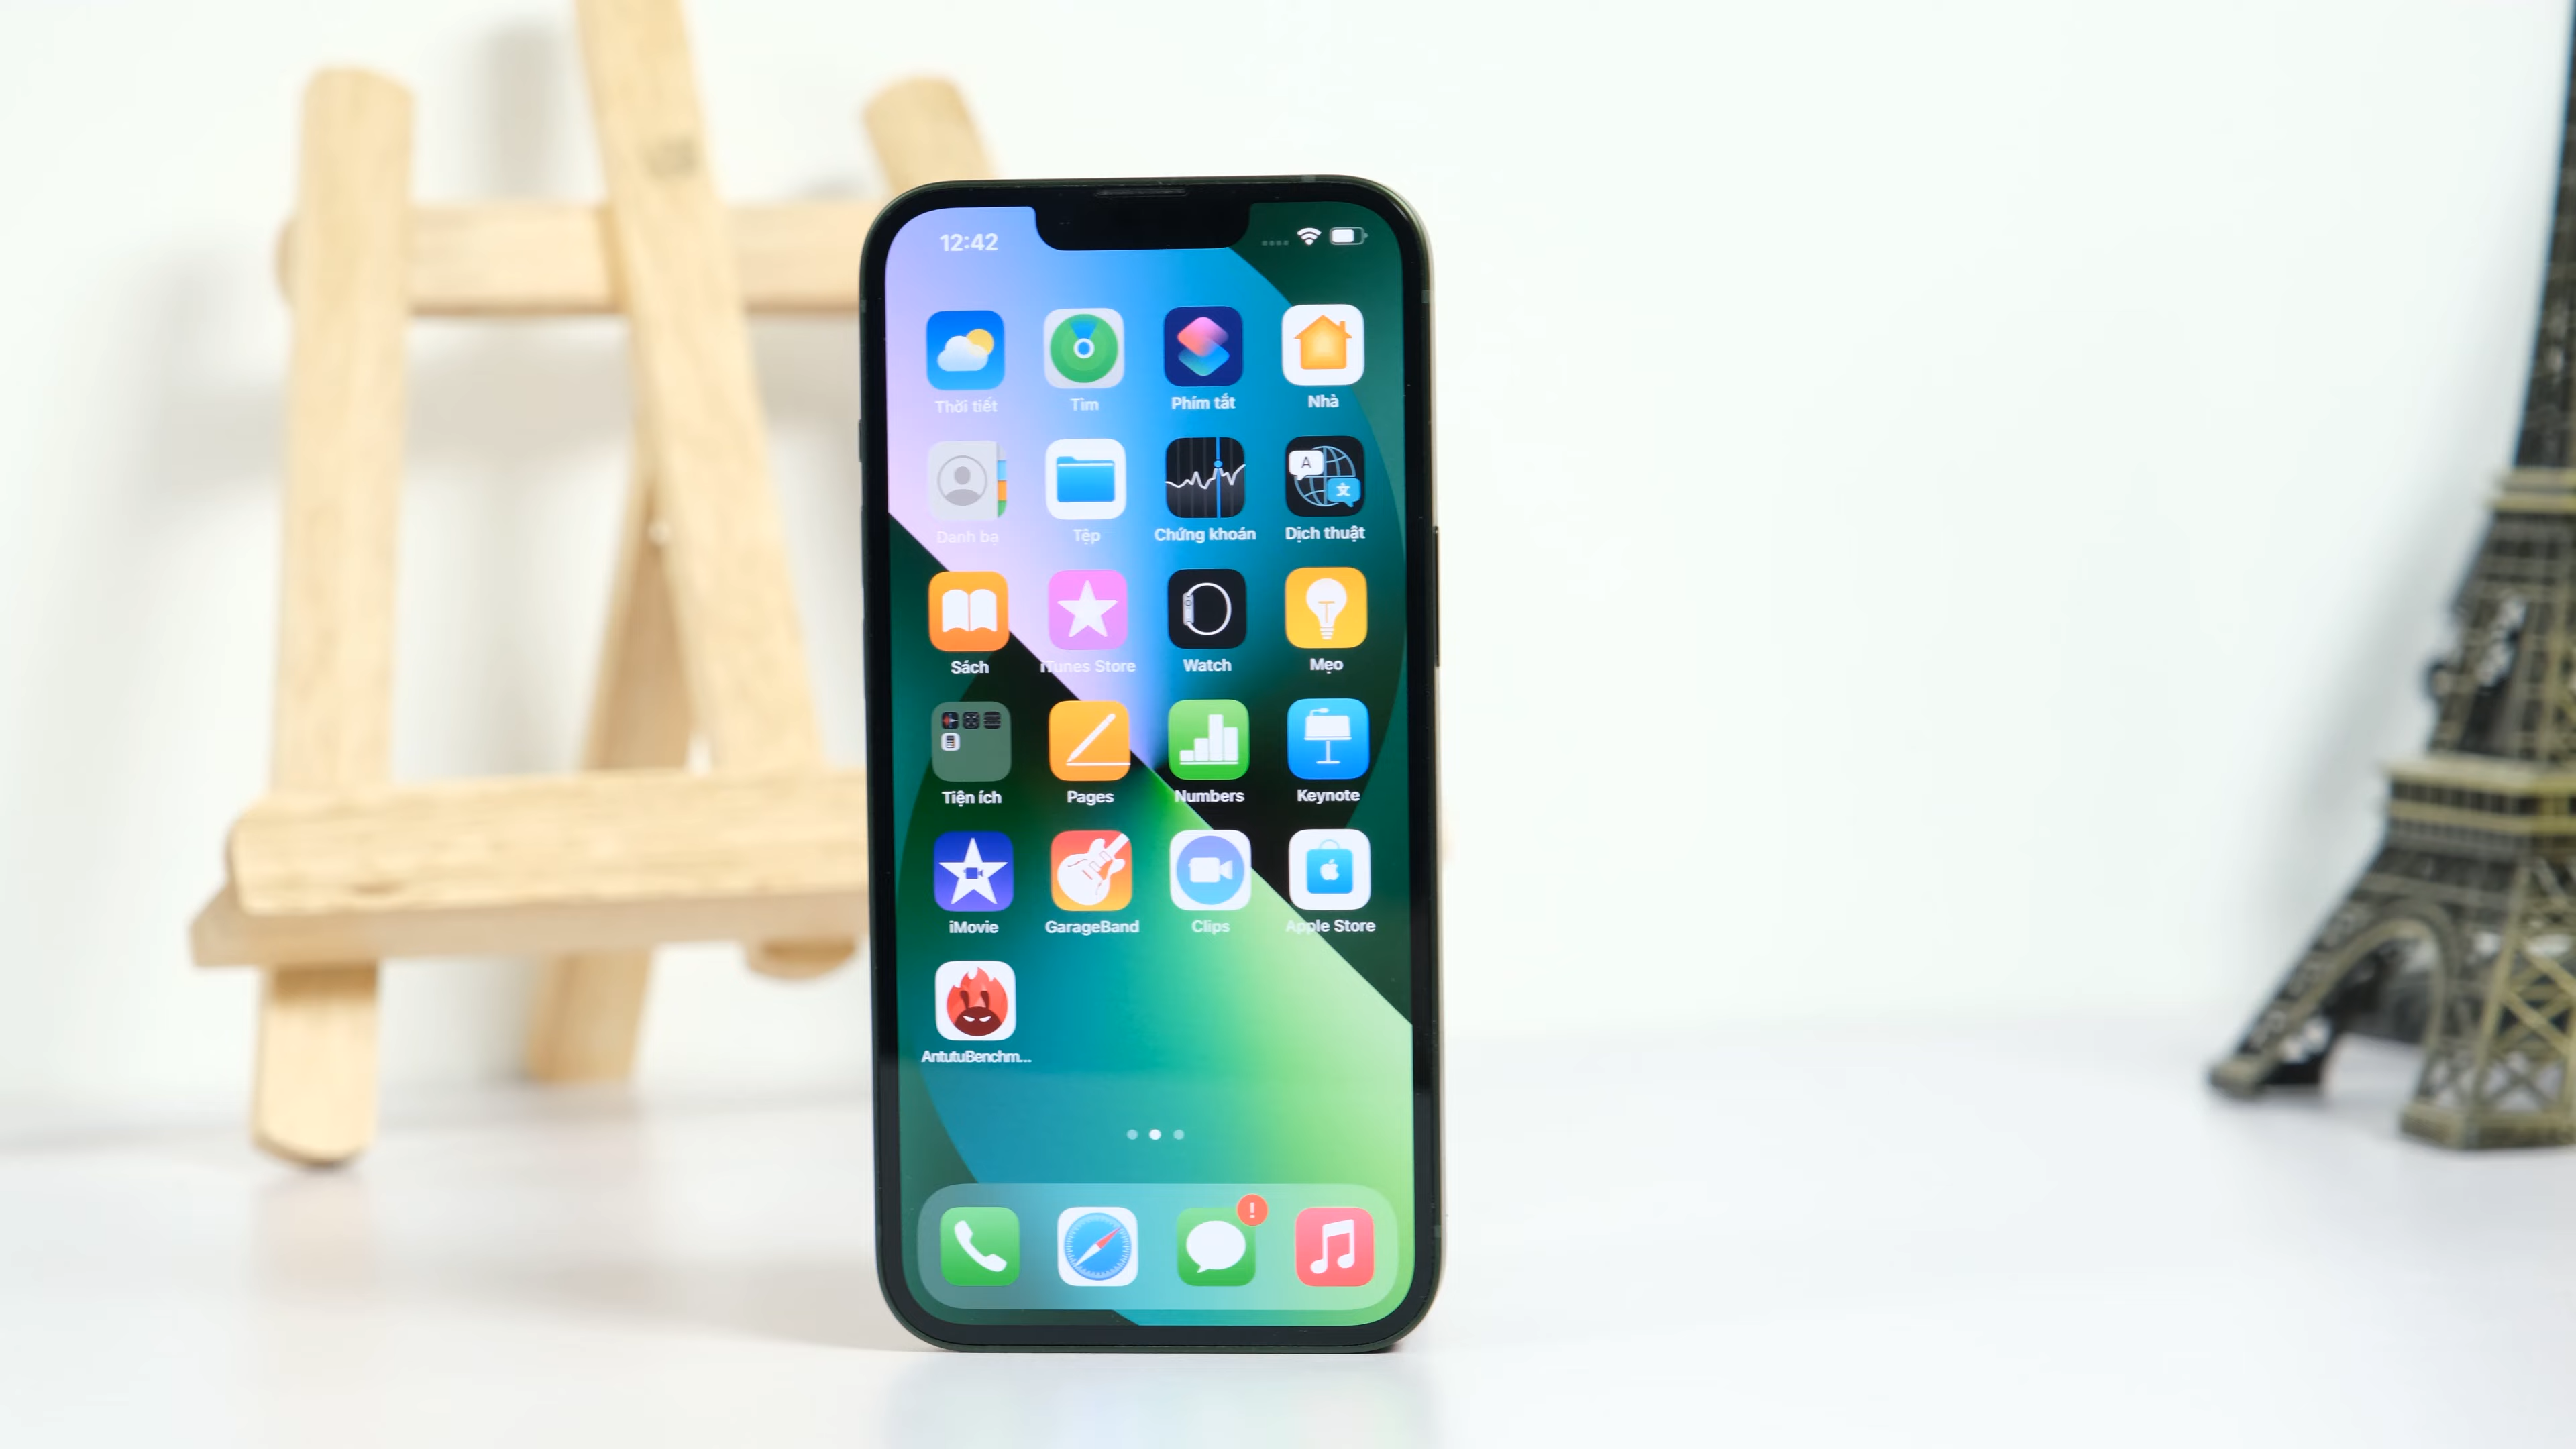 12:42
Thời tiết
Tìm
Phím tắt
Nhà
A
文
Danh bạ
Tệp
Chứng khoán
Dịch thuật
Sách
iTunes Store
Watch
Mẹo
Tiện ích
Pages
Numbers
Keynote
iMovie
GarageBand
Clips
Apple Store
AntutuBenchm...
!